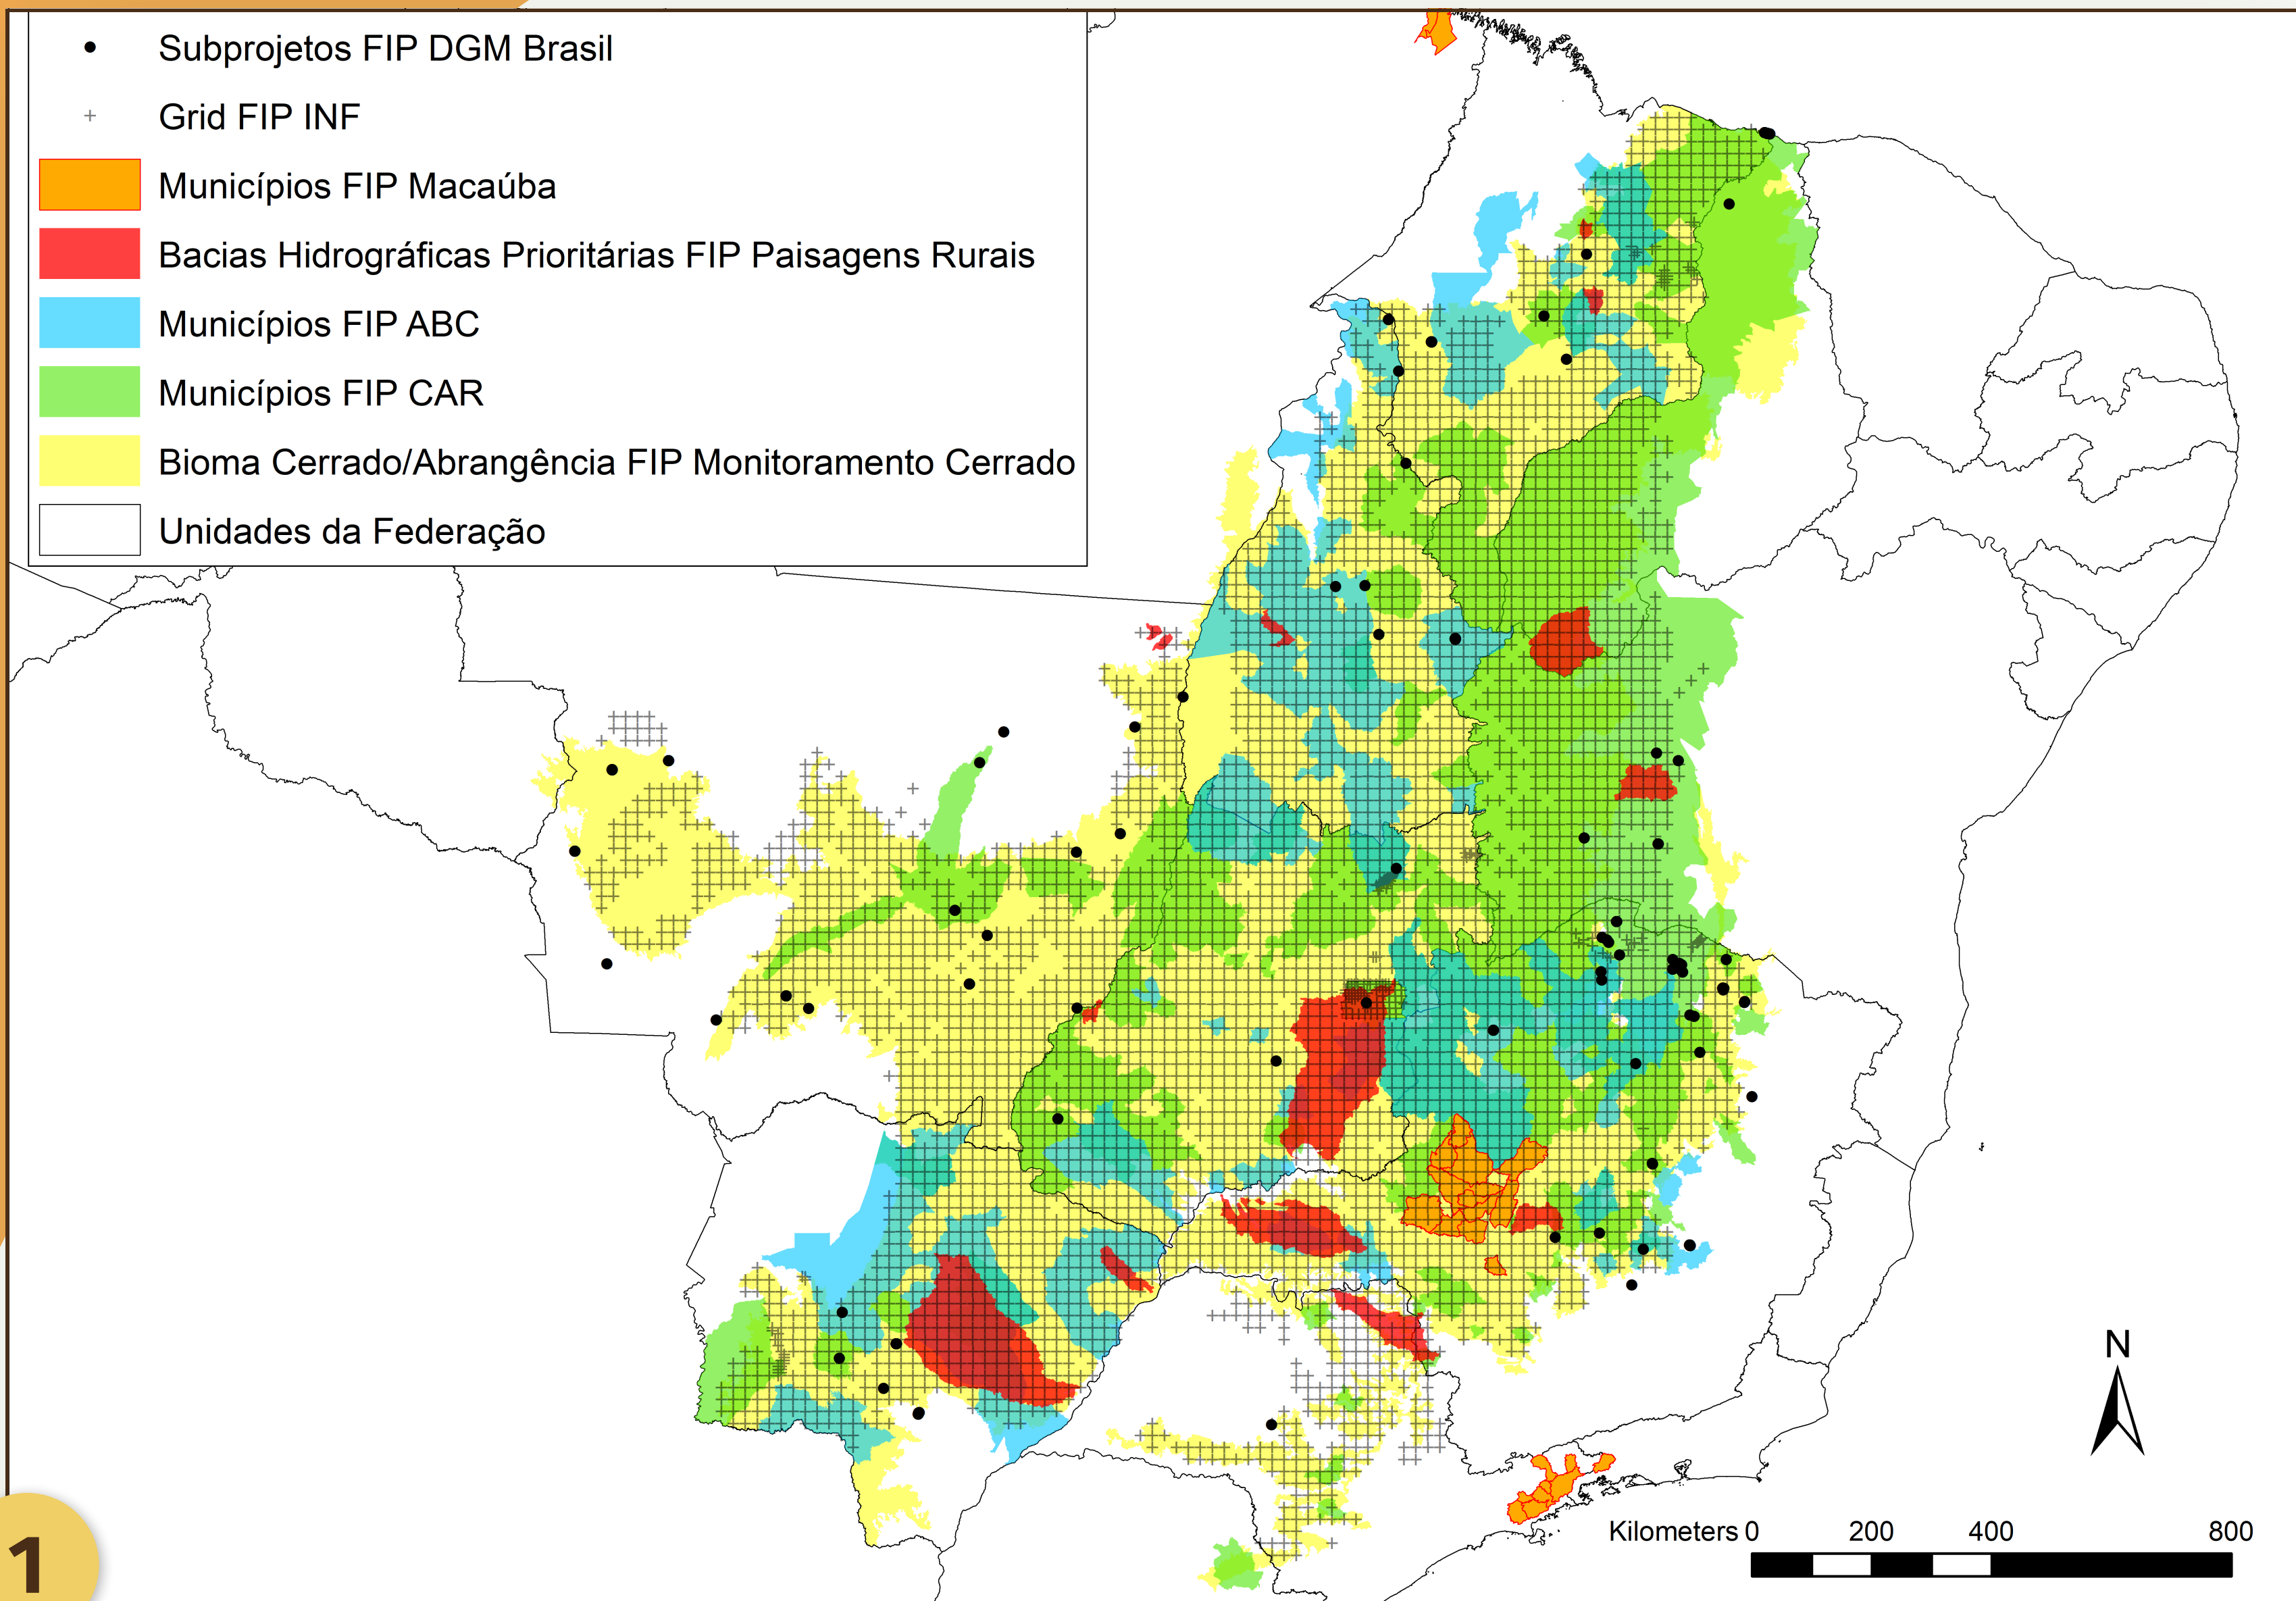 Subprojetos FIP DGM Brasil
Grid FIP INF
Municípios FIP Macaúba
Bacias Hidrográficas Prioritárias FIP Paisagens Rurais
Municípios FIP ABC
Municípios FIP CAR
Bioma Cerrado/Abrangência FIP Monitoramento Cerrado
Unidades da Federação
N
Kilometers 0 200 400 800
1